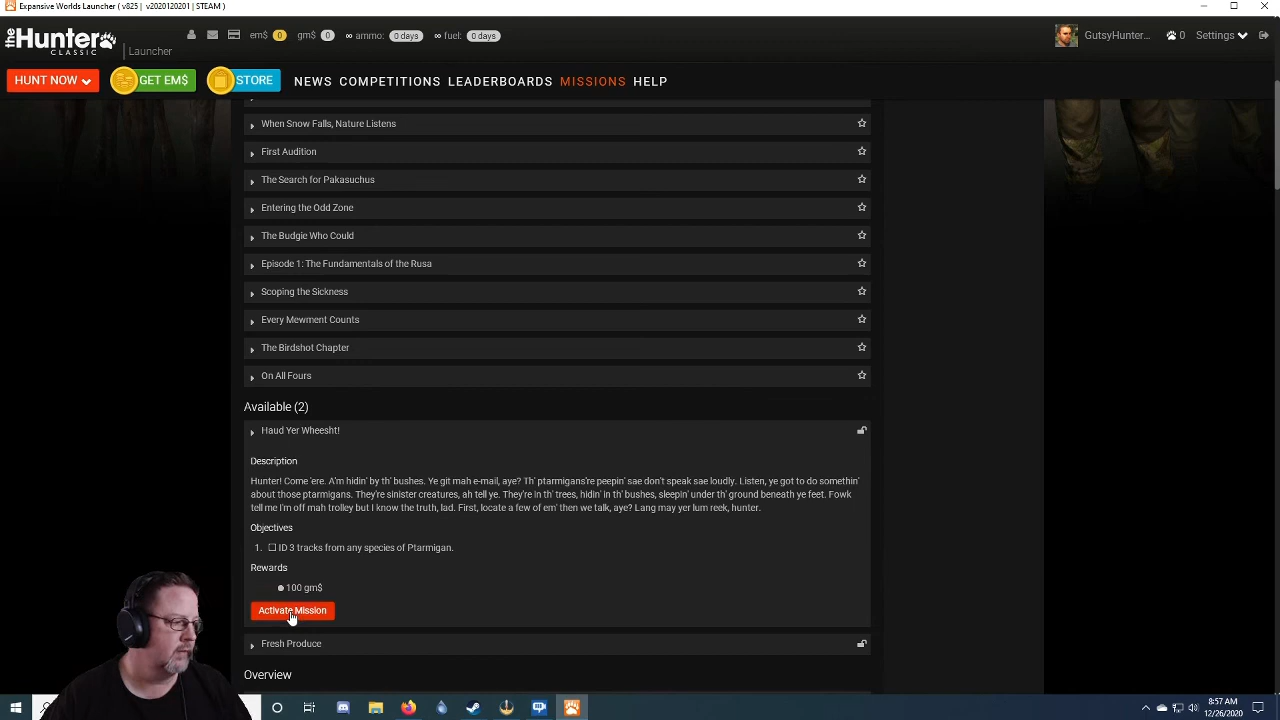 Expansive Worlds Launcher ( v825 | v2020120201 | STEAM )
theHunter
CLASSIC
Launcher
em$ 0 gm$ 0 ∞ ammo: 0 days ∞ fuel: 0 days
GutsyHunter... 0 Settings
HUNT NOW GET EM$ STORE NEWS COMPETITIONS LEADERBOARDS MISSIONS HELP
When Snow Falls, Nature Listens
First Audition
The Search for Pakasuchus
Entering the Odd Zone
The Budgie Who Could
Episode 1: The Fundamentals of the Rusa
Scoping the Sickness
Every Mewment Counts
The Birdshot Chapter
On All Fours
Available (2)
Haud Yer Wheesht!
Description
Hunter! Come 'ere. A'm hidin' by th' bushes. Ye git mah e-mail, aye? Th' ptarmigans're peepin' sae don't speak sae loudly. Listen, ye got to do somethin'
about those ptarmigans. They're sinister creatures, ah tell ye. They're in th' trees, hidin' in th' bushes, sleepin' under th' ground beneath ye feet. Fowk
tell me I'm off mah trolley but I know the truth, lad. First, locate a few of em' then we talk, aye? Lang may yer lum reek, hunter.
Objectives
1. ID 3 tracks from any species of Ptarmigan.
Rewards
100 gm$
Activate Mission
Fresh Produce
Overview
8:57 AM
12/26/2020